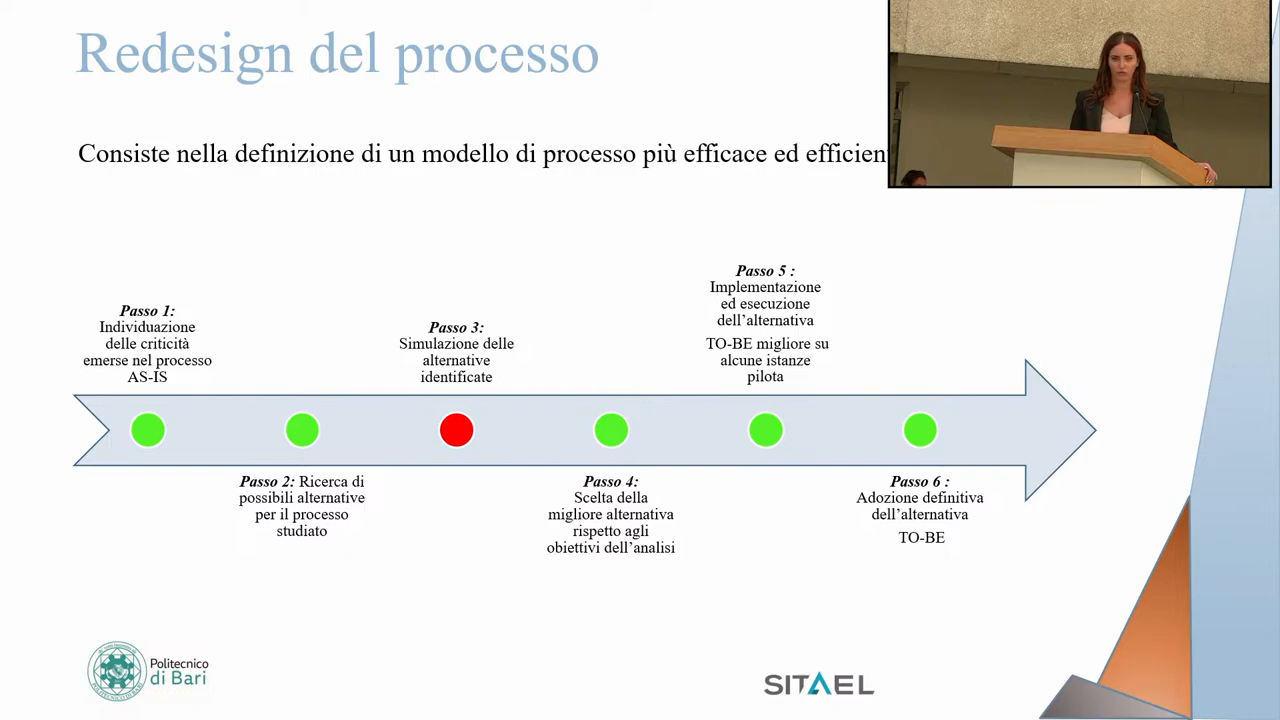 Redesign del processo
Consiste nella definizione di un modello di processo più efficace ed
Passo 1:
Individuazione
delle criticità
emerse nel processo
AS-IS
Passo 2: Ricerca di
possibili alternative
per il processo
studiato
Passo 3:
Simulazione delle
alternative
identificate
Passo 4:
Scelta della
migliore alternativa
rispetto agli
obiettivi dell'analisi
Passo 5 :
Implementazione
ed esecuzione
dell'alternativa
TO-BE migliore su
alcune istanze
pilota
Passo 6 :
Adozione definitiva
dell'alternativa
TO-BE
Politecnico
di Bari
SITAEL